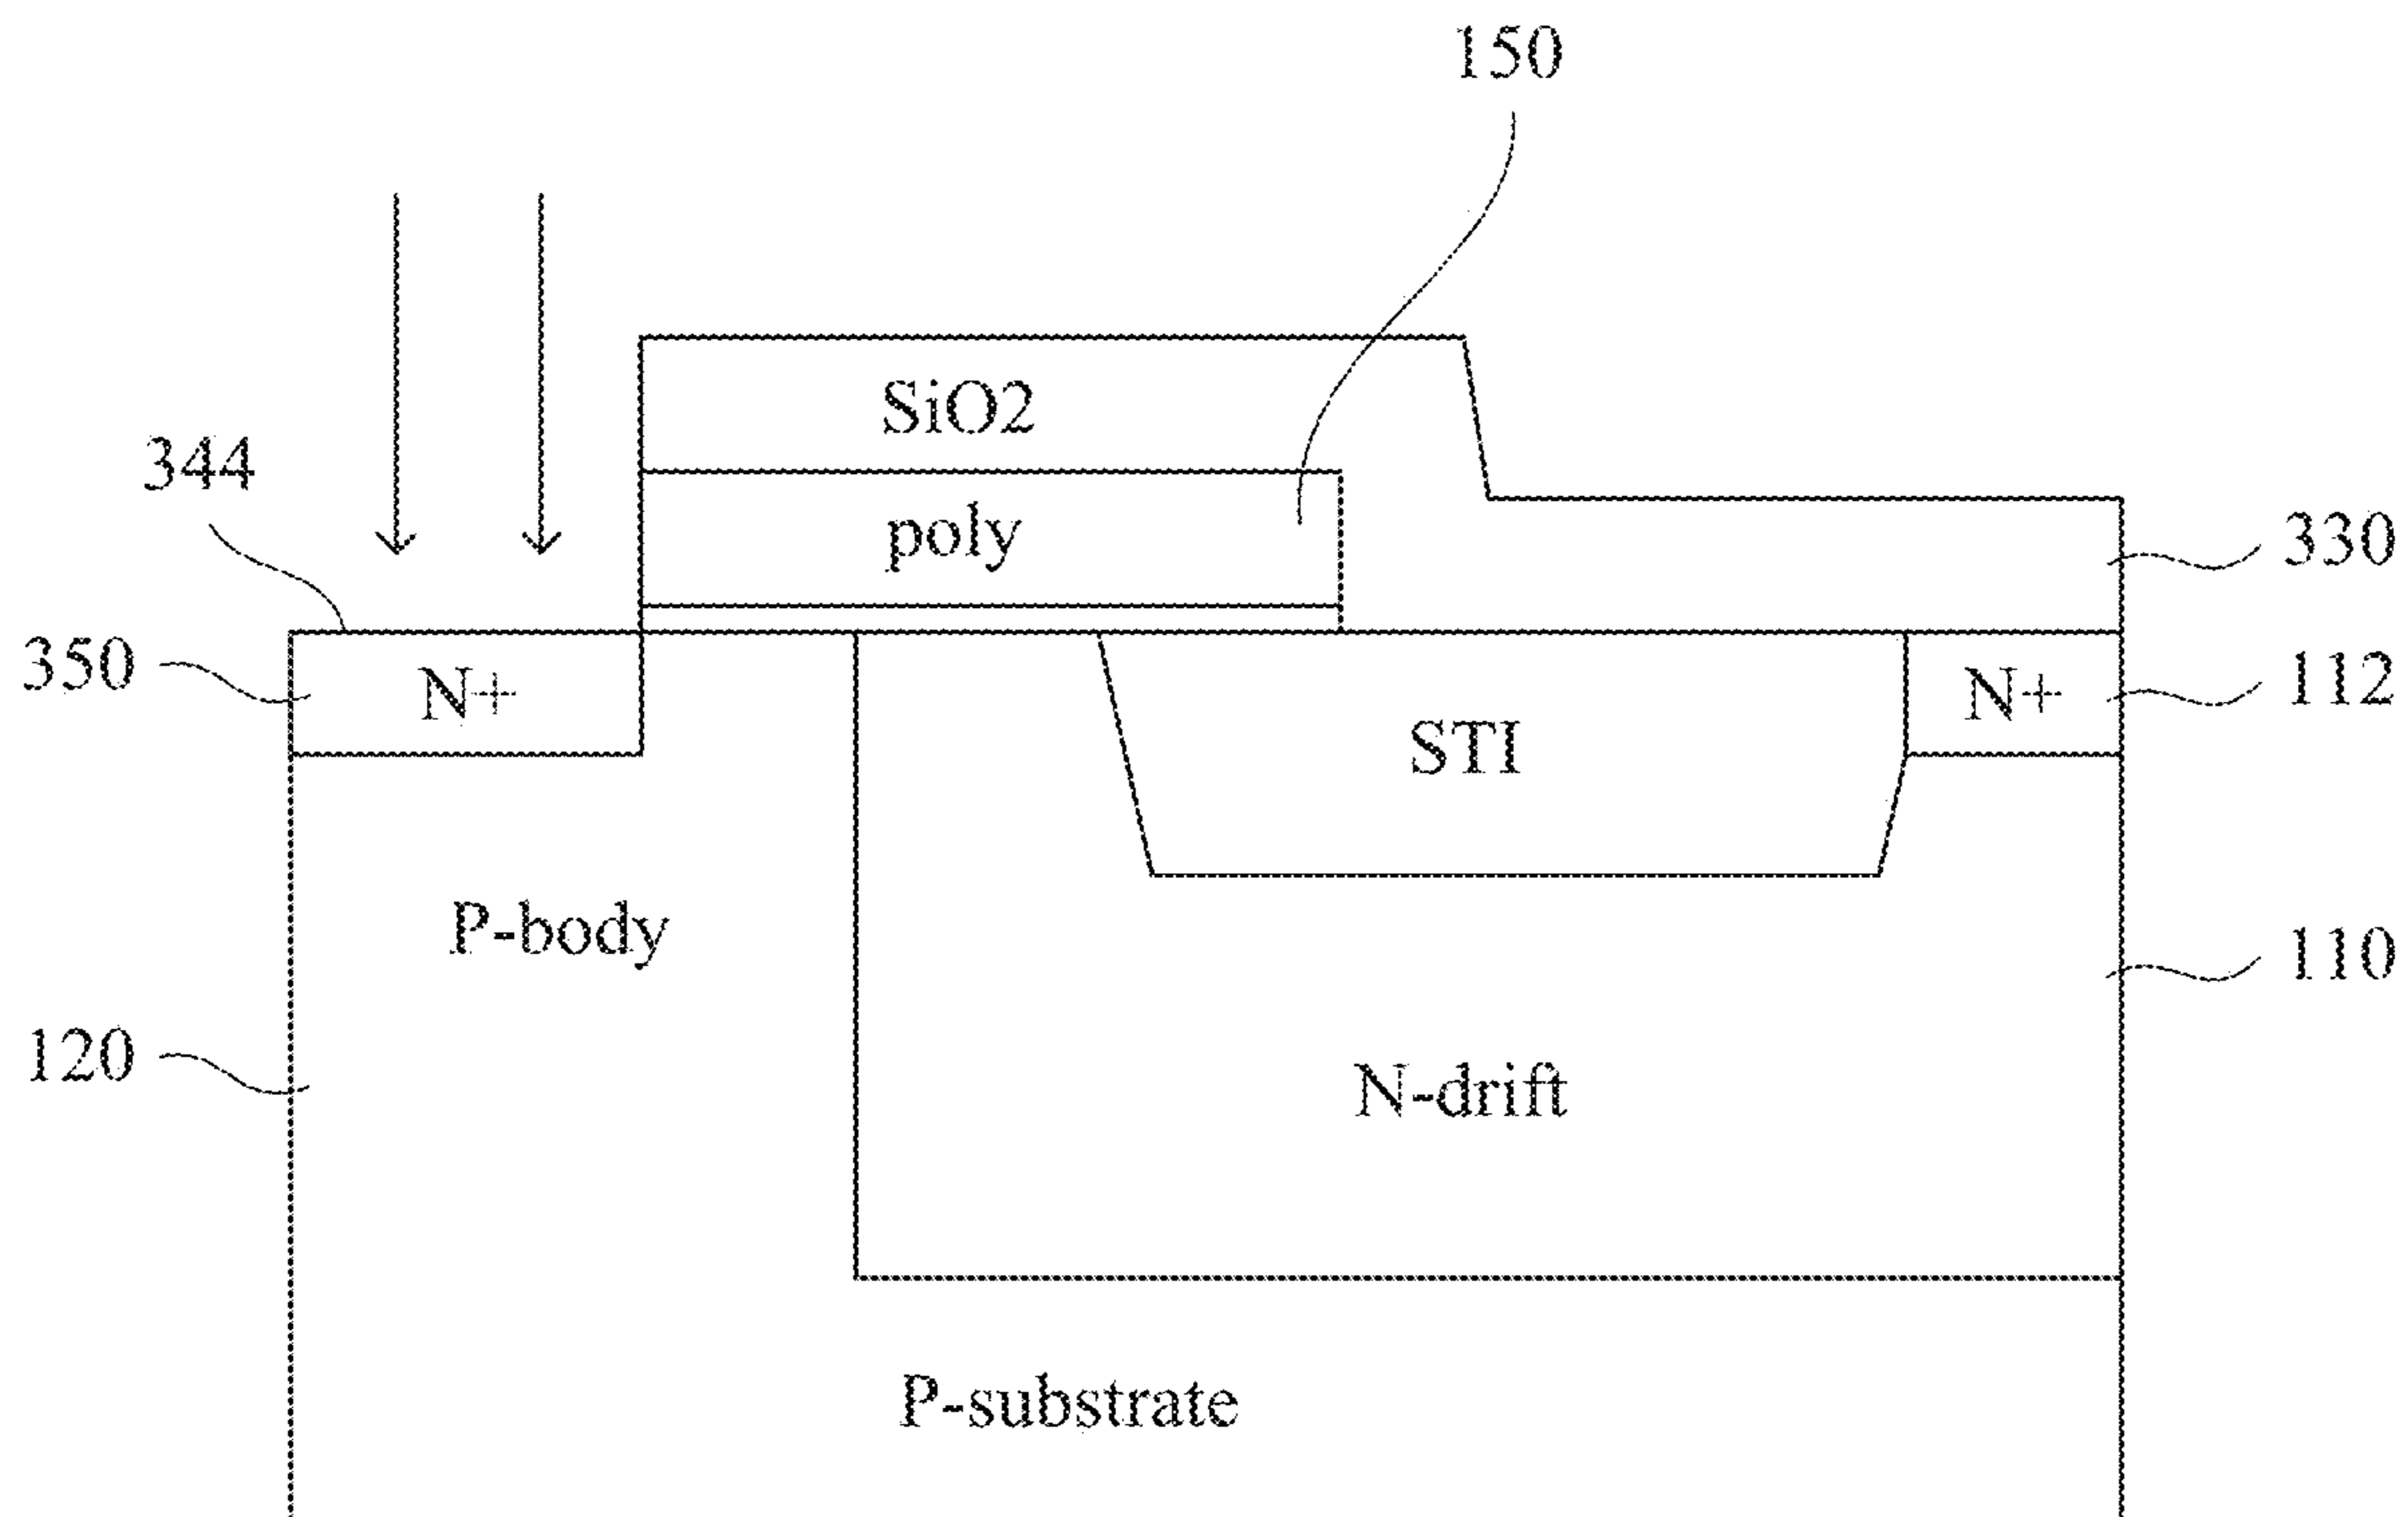 150
SiO2
344
poly
330
350
N+
N+
112
STI
P-body
110
120
N-drift
P-substrate